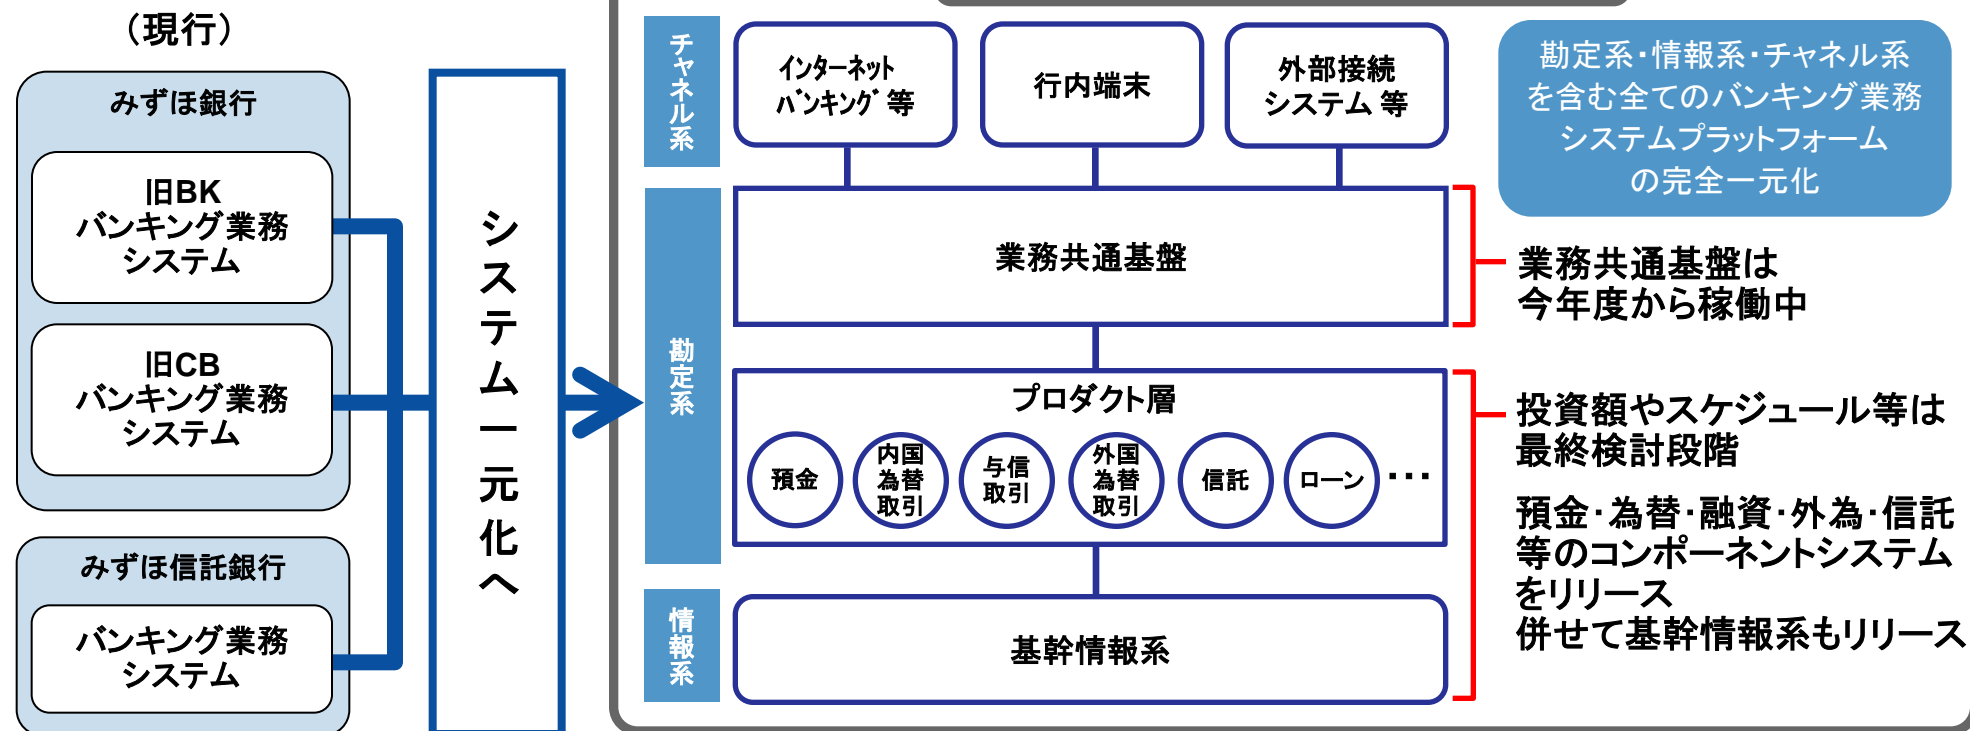 （現行）
みずほ銀行
旧BK
バンキング業務
システム
旧CB
バンキング業務
システム
みずほ信託銀行
バンキング業務
システム
システム一元化へ
チャネル系
インターネット
バンキング 等
行内端末
外部接続
システム 等
勘定系
業務共通基盤
プロダクト層
預金
内国
為替
取引
与信
取引
外国
為替
取引
信託
ローン
…
情報系
基幹情報系
勘定系・情報系・チャネル系
を含む全てのバンキング業務
システムプラットフォーム
の完全一元化
業務共通基盤は
今年度から稼働中
投資額やスケジュール等は
最終検討段階
預金・為替・融資・外為・信託
等のコンポーネントシステム
をリリース
併せて基幹情報系もリリース